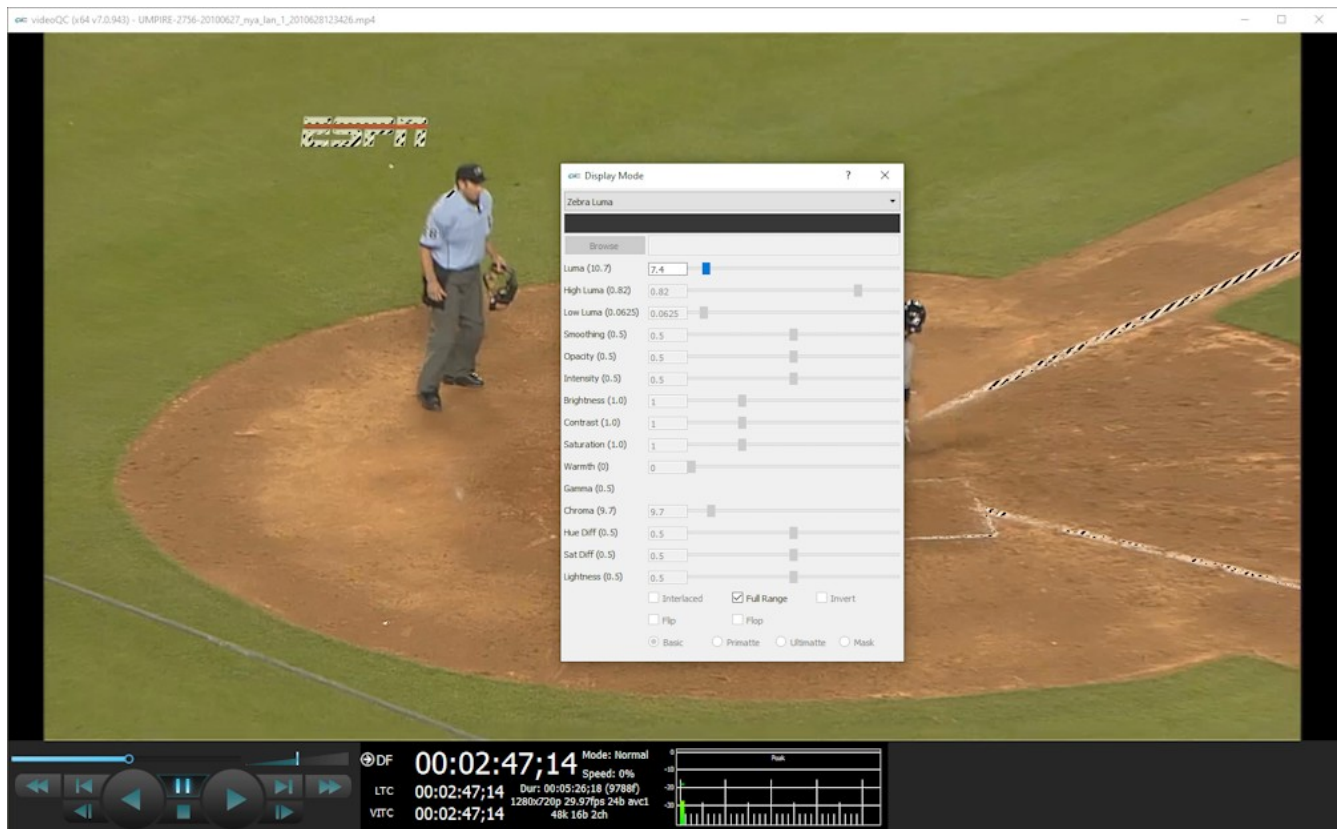 videoQC (x64 v7.0.943) - UMPIRE-2756-20100627_nya_lan_1_2010628123426.mp4
ESPN
Display Mode
Zebra Luma
Browse
Luma (10.7) 7.4
High Luma (0.82) 0.82
Low Luma (0.0625) 0.0625
Smoothing (0.5) 0.5
Opacity (0.5) 0.5
Intensity (0.5) 0.5
Brightness (1.0) 1
Contrast (1.0) 1
Saturation (1.0) 1
Warmth (0) 0
Gamma (0.5)
Chroma (9.7) 9.7
Hue Diff (0.5) 0.5
Sat Diff (0.5) 0.5
Lightness (0.5) 0.5
Interlaced Full Range Invert
Flip Flop
Basic Primatte Ultimatte Mask
DF 00:02:47;14 Mode: Normal
Speed: 0%
LTC 00:02:47;14 Dur: 00:05:26;18 (9788f)
1280x720p 29.97fps 24b avc1
VITC 00:02:47;14 48k 16b 2ch
Peak
0
-10
-20
-30